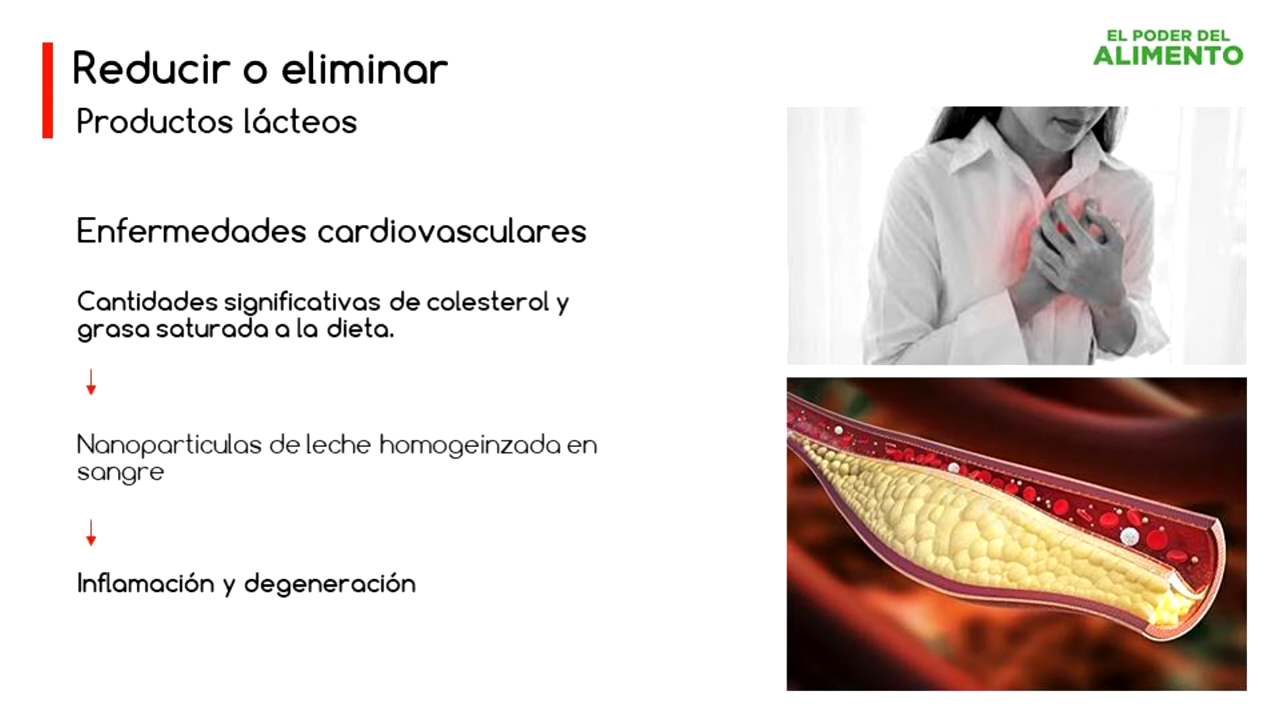 Reducir o eliminar
Productos lácteos
EL PODER DEL
ALIMENTO
Enfermedades cardiovasculares
Cantidades significativas de colesterol y
grasa saturada a la dieta.
Nanoparticulas de leche homogeinzada en
sangre
Inflamación y degeneración